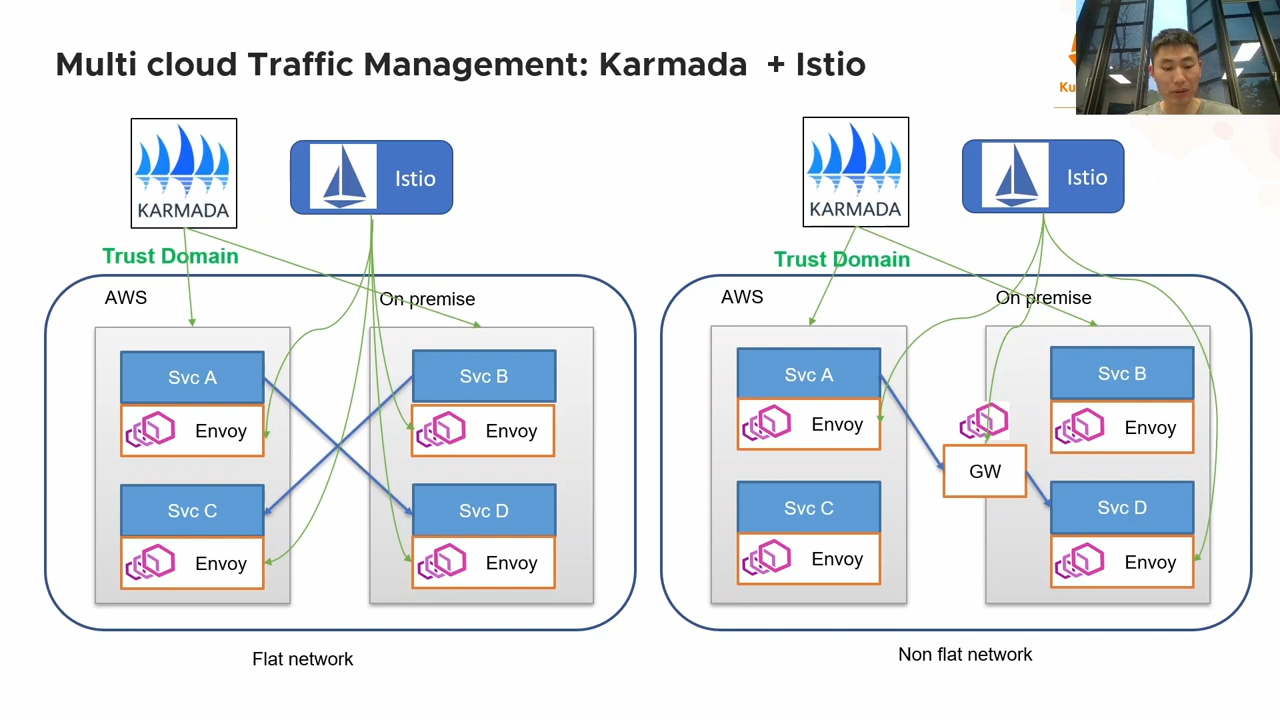 Multi cloud Traffic Management: Karmada + Istio
Ku
KARMADA
Istio
Trust Domain
AWS
On premise
Svc A
Envoy
Svc B
Envoy
Svc C
Envoy
Svc D
Envoy
Flat network
KARMADA
Istio
Trust Domain
AWS
On premise
Svc A
Envoy
Svc B
Envoy
GW
Svc C
Envoy
Svc D
Envoy
Non flat network